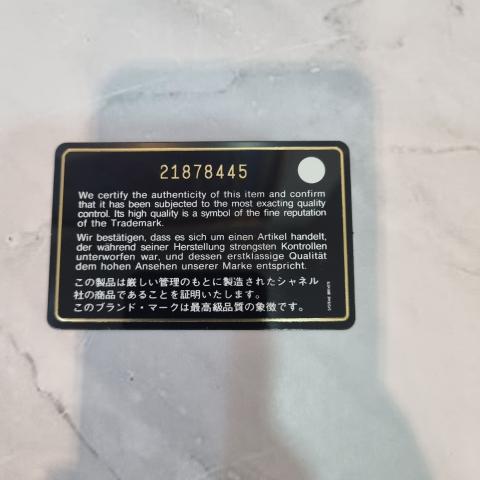 21878445
We certify the authenticity of this item and confirm
that it has been subjected to the most exacting quality
control. Its high quality is a symbol of the fine reputation
of the Trademark.
Wir bestätigen, dass es sich um einen Artikel handelt,
der während seiner Herstellung strengsten Kontrollen
unterworfen war, und dessen erstklassige Qualität
dem hohen Ansehen unserer Marke entspricht.
この製品は厳しい管理のもとに製造されたシャネル
社の商品であることを証明いたします。
このブランド・マークは最高級品質の象徴です。